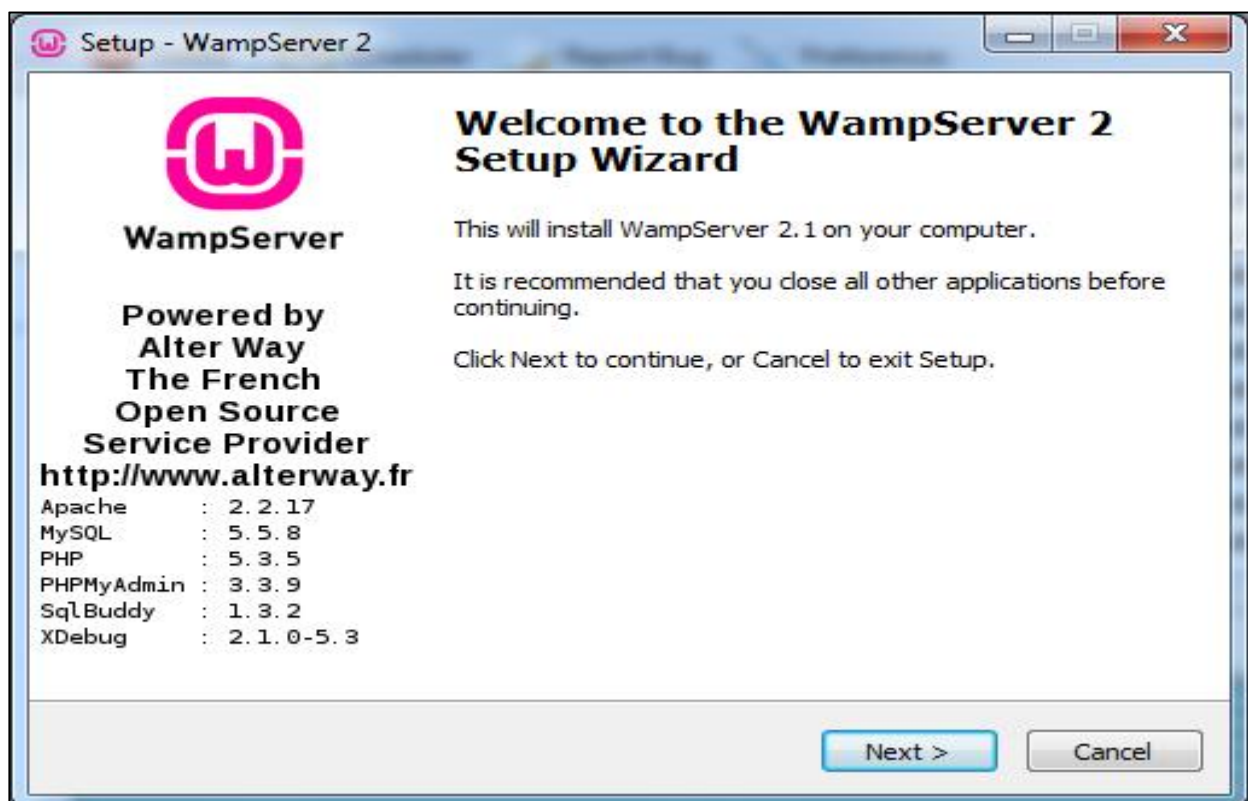 Setup - WampServer 2
WampServer
Powered by
Alter Way
The French
Open Source
Service Provider
http://www.alterway.fr
Apache : 2.2.17
MySQL : 5.5.8
PHP : 5.3.5
PHPMyAdmin : 3.3.9
SqlBuddy : 1.3.2
XDebug : 2.1.0-5.3
Welcome to the WampServer 2
Setup Wizard
This will install WampServer 2.1 on your computer.
It is recommended that you close all other applications before
continuing.
Click Next to continue, or Cancel to exit Setup.
Next >
Cancel